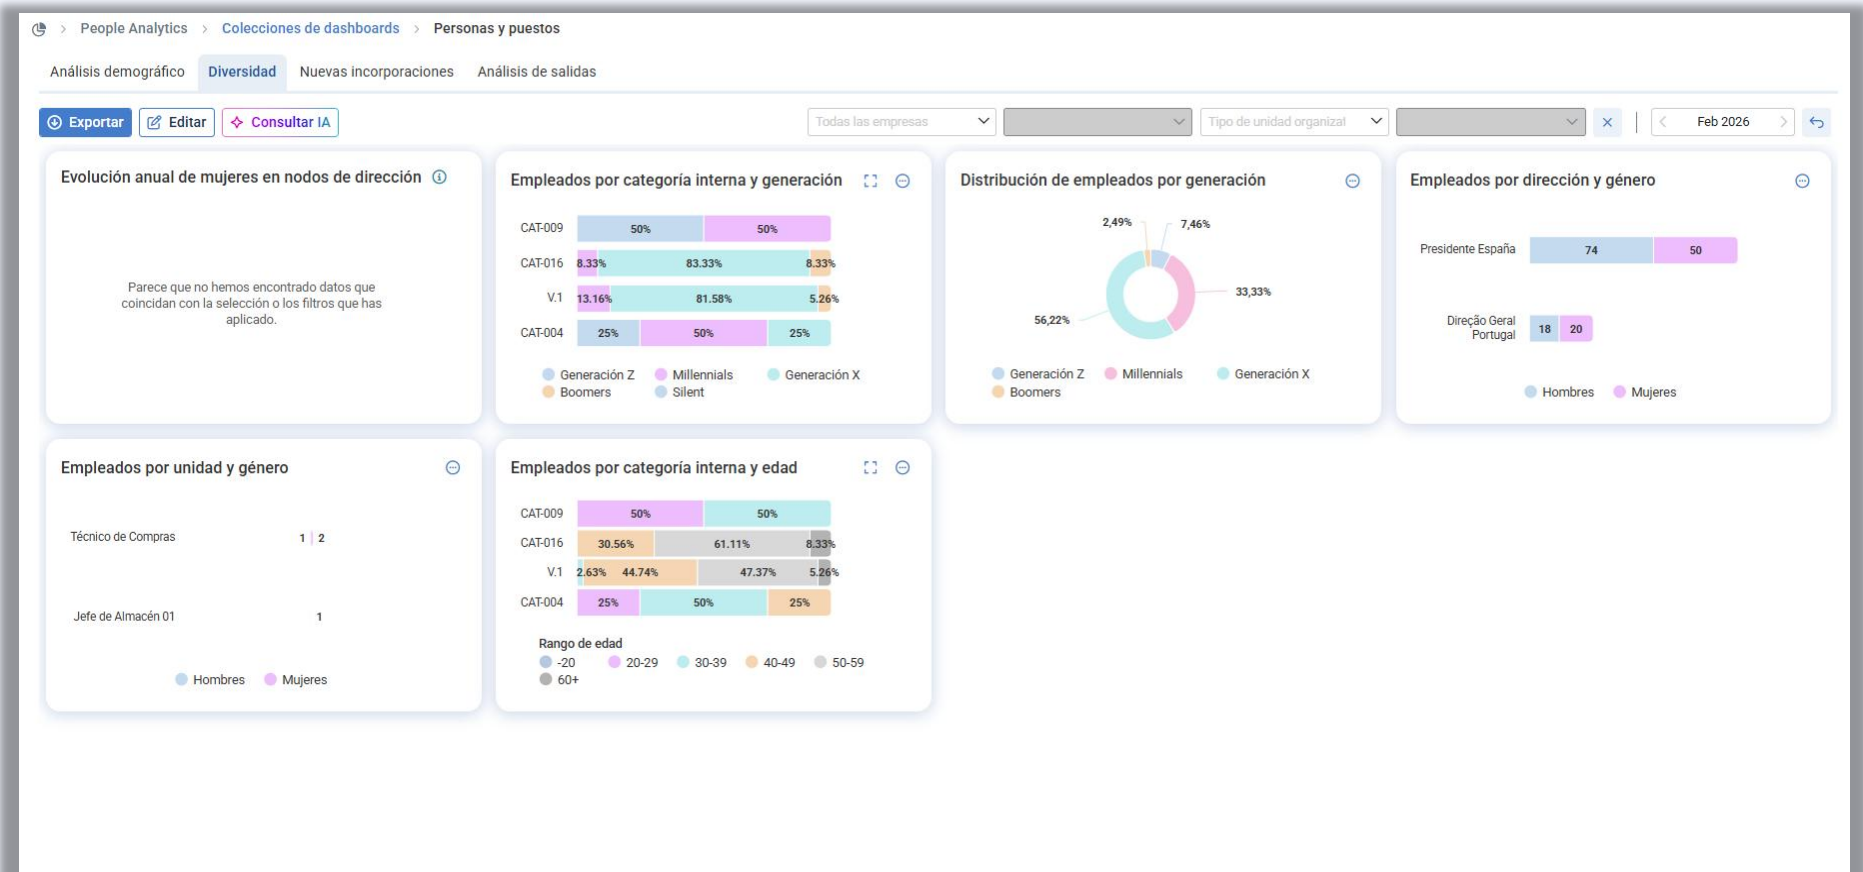 People Analytics > Colecciones de dashboards > Personas y puestos
Análisis demográfico Diversidad Nuevas incorporaciones Análisis de salidas
Exportar Editar Consultar IA Todas las empresas Tipo de unidad organizat Feb 2026
Evolución anual de mujeres en nodos de dirección
Parece que no hemos encontrado datos que
coincidan con la selección o los filtros que has
aplicado.
Empleados por categoría interna y generación
CAT-009 50% 50%
CAT-016 8.33% 83.33% 8.33%
V.1 13.16% 81.58% 5.26%
CAT-004 25% 50% 25%
Generación Z Millennials Generación X
Boomers Silent
Distribución de empleados por generación
2,49% 7,46%
33,33%
56,22%
Generación Z Millennials Generación X
Boomers
Empleados por dirección y género
Presidente España 74 50
Direção Geral
Portugal 18 20
Hombres Mujeres
Empleados por unidad y género
Técnico de Compras 1 2
Jefe de Almacén 01 1
Hombres Mujeres
Empleados por categoría interna y edad
CAT-009 50% 50%
CAT-016 30.56% 61.11% 8.33%
V.1 2.63% 44.74% 47.37% 5.26%
CAT-004 25% 50% 25%
Rango de edad
-20 20-29 30-39 40-49 50-59
60+